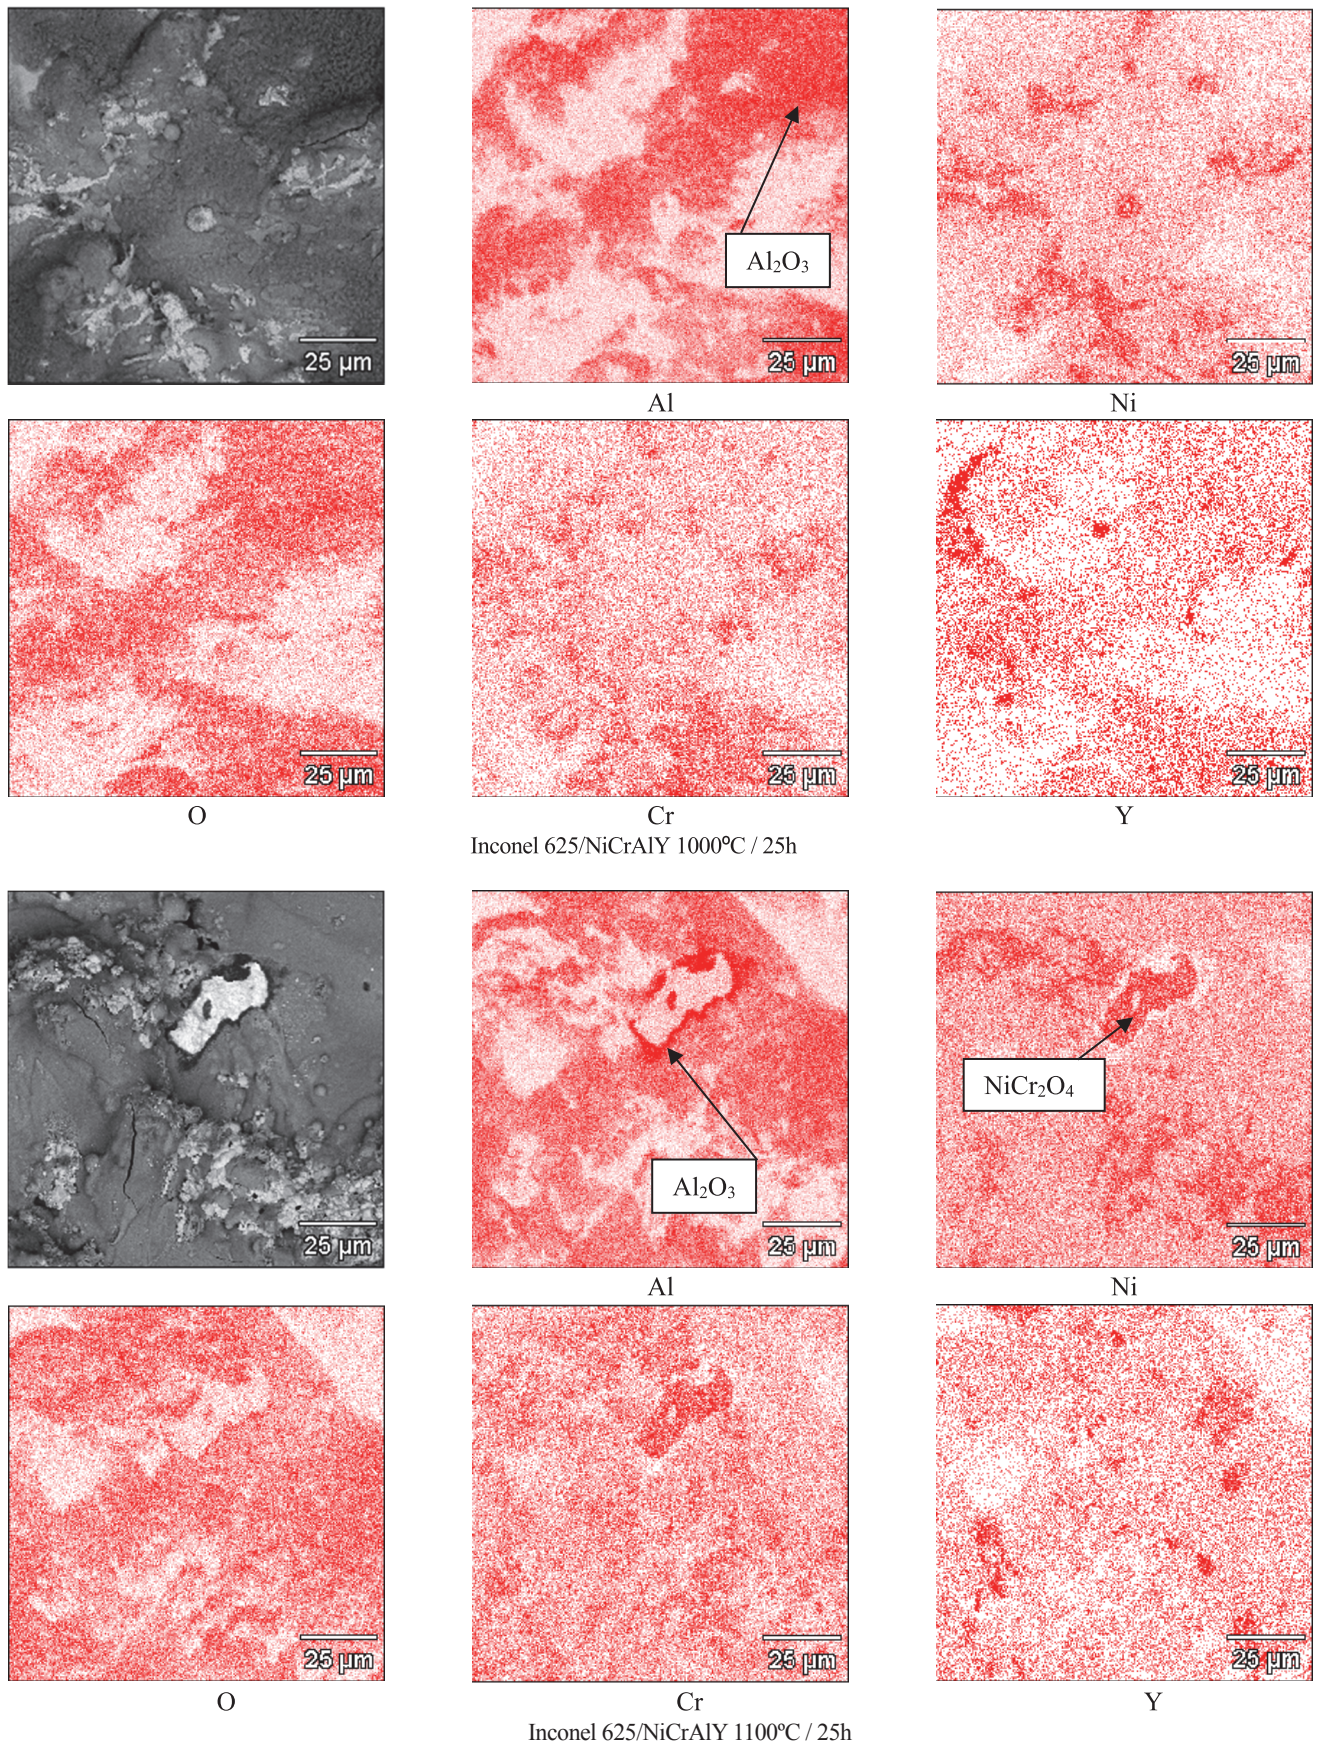 25 µm
Al₂O₃
25 µm
25 µm
Al
Ni
25 µm
25 µm
25 µm
O
Cr
Y
Inconel 625/NiCrAlY 1000ºC / 25h
25 µm
Al₂O₃
25 µm
NiCr₂O₄
25 µm
Al
Ni
25 µm
25 µm
25 µm
O
Cr
Y
Inconel 625/NiCrAlY 1100ºC / 25h